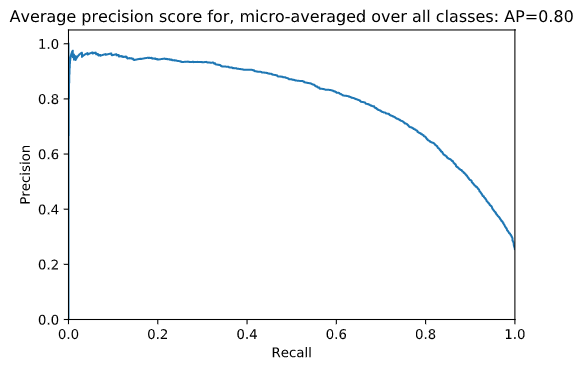 Average precision score for, micro-averaged over all classes: AP=0.80
1.0
0.8
0.6
0.4
0.2
0.0
Precision
0.0 0.2 0.4 0.6 0.8 1.0
Recall